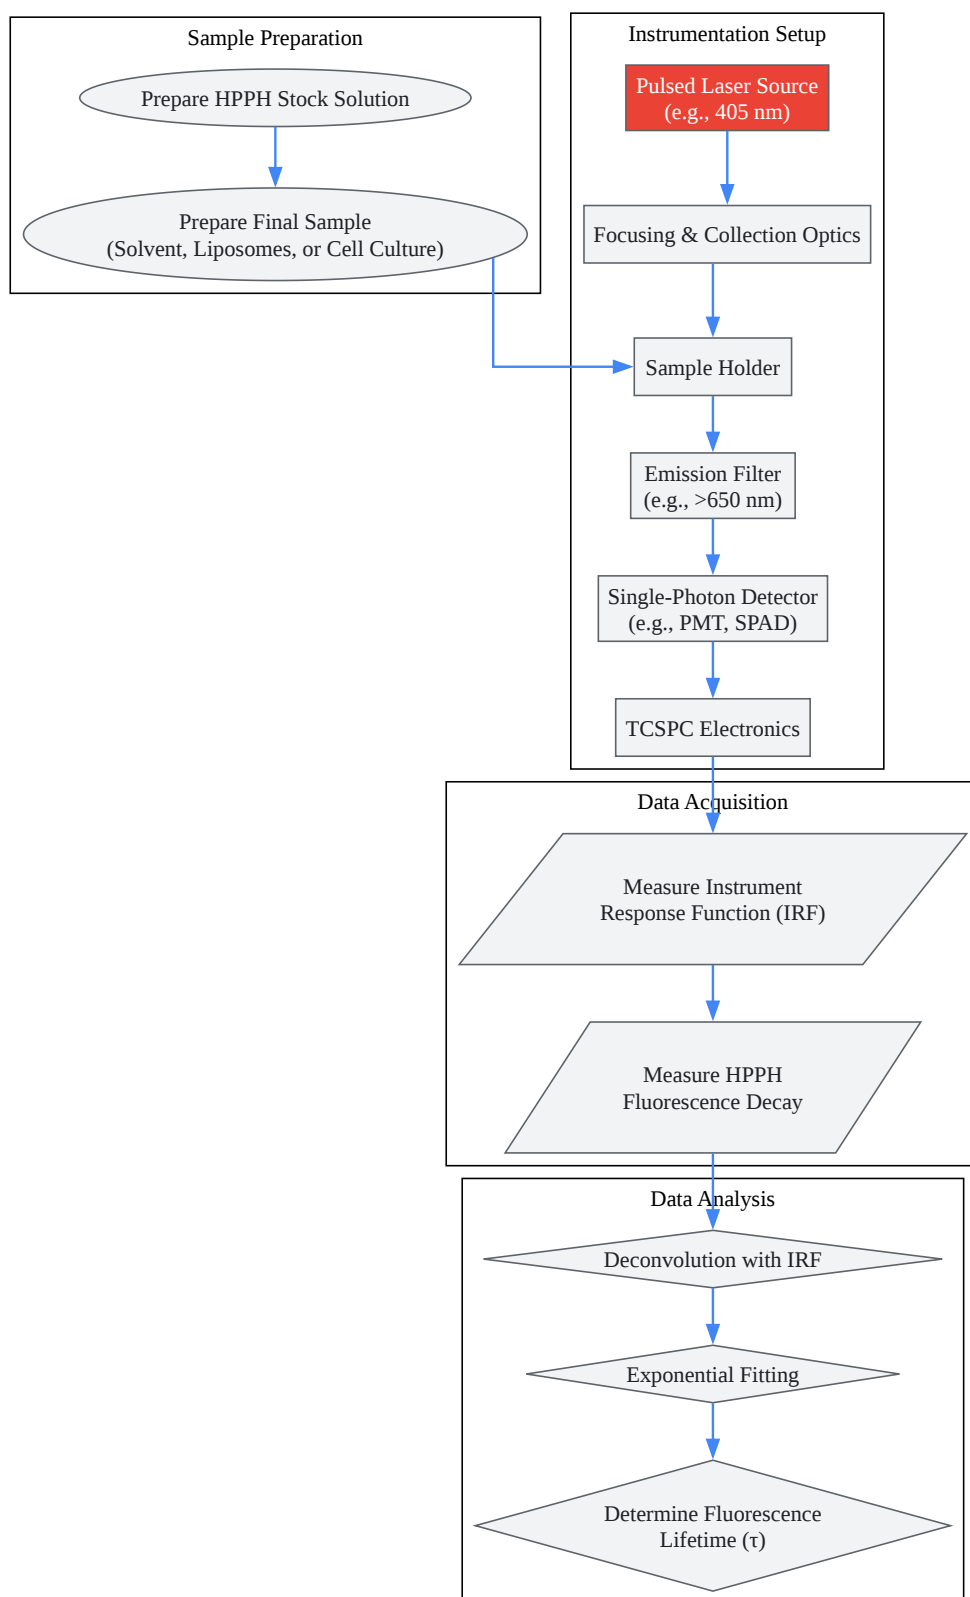 Sample Preparation
Prepare HPPH Stock Solution
Prepare Final Sample
(Solvent, Liposomes, or Cell Culture)
Instrumentation Setup
Pulsed Laser Source
(e.g., 405 nm)
Focusing & Collection Optics
Sample Holder
Emission Filter
(e.g., >650 nm)
Single-Photon Detector
(e.g., PMT, SPAD)
TCSPC Electronics
Data Acquisition
Measure Instrument
Response Function (IRF)
Measure HPPH
Fluorescence Decay
Data Analysis
Deconvolution with IRF
Exponential Fitting
Determine Fluorescence
Lifetime (τ)